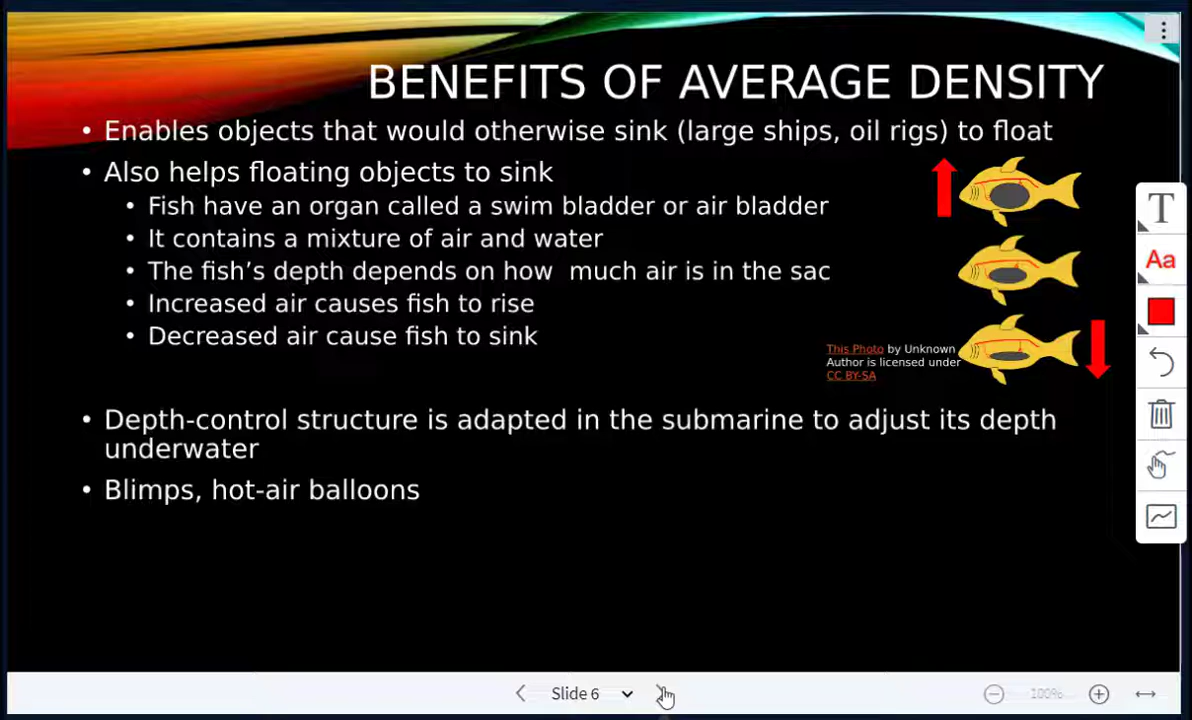 BENEFITS OF AVERAGE DENSITY
• Enables objects that would otherwise sink (large ships, oil rigs) to float
• Also helps floating objects to sink
• Fish have an organ called a swim bladder or air bladder
• It contains a mixture of air and water
• The fish’s depth depends on how  much air is in the sac
• Increased air causes fish to rise
• Decreased air cause fish to sink
This Photo by Unknown
Author is licensed under
CC BY-SA
• Depth-control structure is adapted in the submarine to adjust its depth
underwater
• Blimps, hot-air balloons
T
Aa
Slide 6
100%